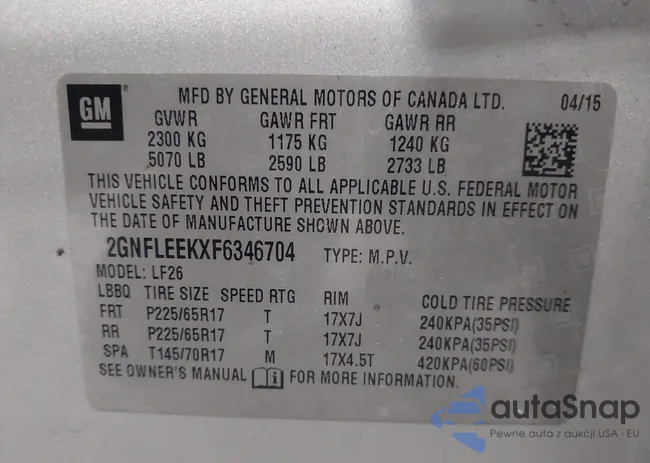 GM
MFD BY GENERAL MOTORS OF CANADA LTD. 04/15
GVWR GAWR FRT GAWR RR
2300 KG 1175 KG 1240 KG
5070 LB 2590 LB 2733 LB
THIS VEHICLE CONFORMS TO ALL APPLICABLE U.S. FEDERAL MOTOR
VEHICLE SAFETY AND THEFT PREVENTION STANDARDS IN EFFECT ON
THE DATE OF MANUFACTURE SHOWN ABOVE.
2GNFLEEKXF6346704 TYPE: M.P.V.
MODEL: LF26
LBBQ TIRE SIZE SPEED RTG RIM COLD TIRE PRESSURE
FRT P225/65R17 T 17X7J 240KPA(35PSI)
RR P225/65R17 T 17X7J 240KPA(35PSI)
SPA T145/70R17 M 17X4.5T 420KPA(60PSI)
SEE OWNER'S MANUAL FOR MORE INFORMATION.
autaSnap
Pewne auta z aukcji USA i EU